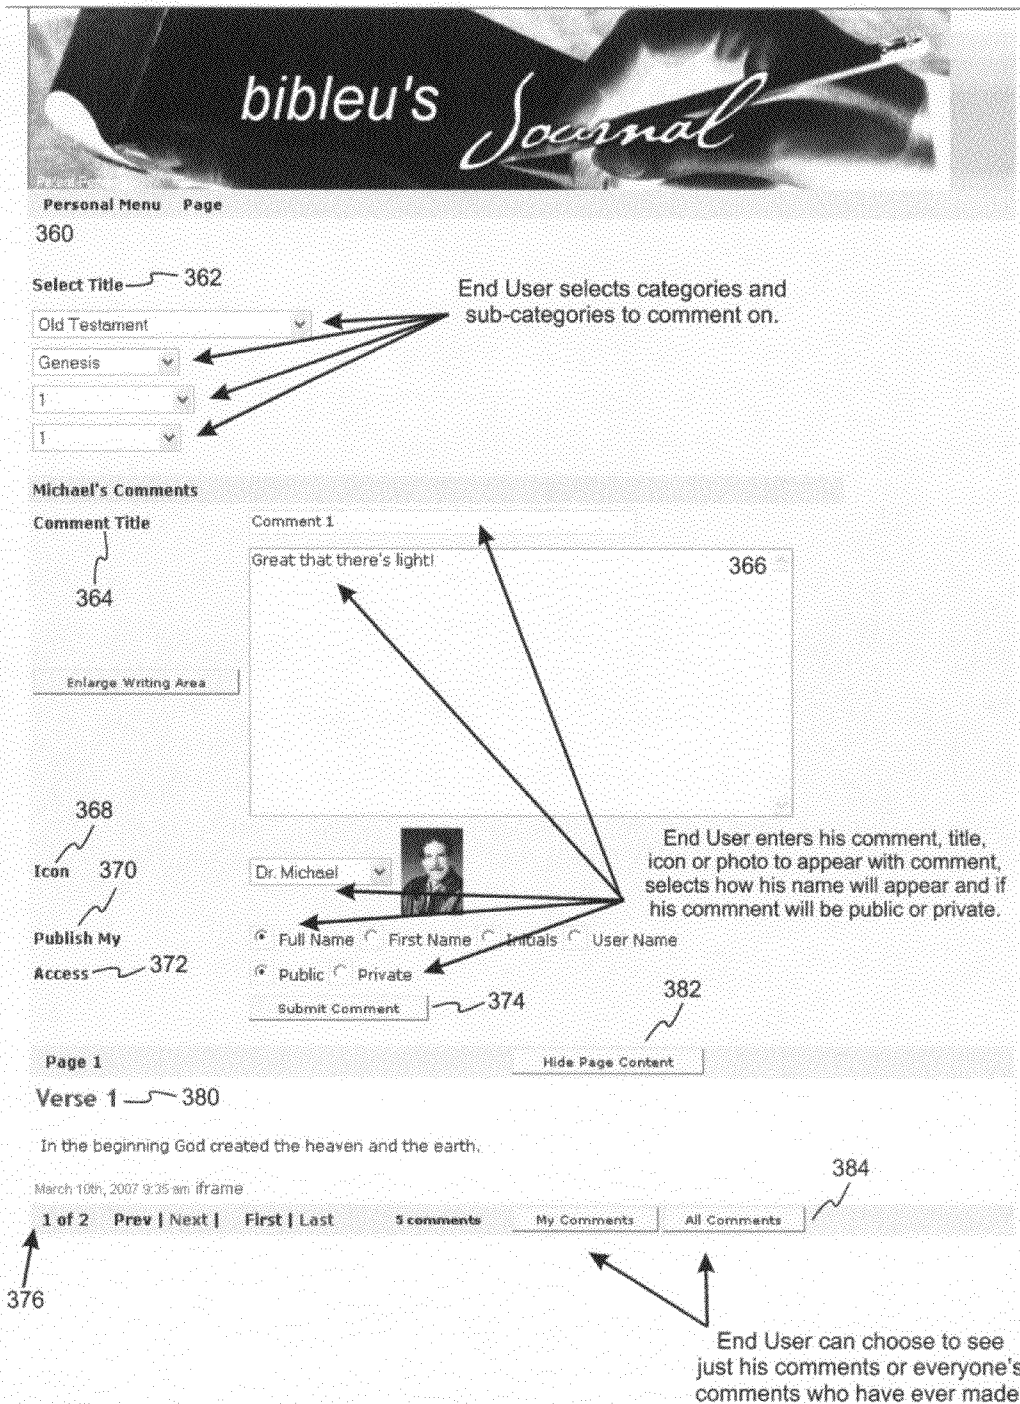 bibleu's Journal
Personal Menu Page
360
Select Title 362
End User selects categories and
sub-categories to comment on.
Old Testament
Genesis
1
1
Michael's Comments
Comment Title
Comment 1
Great that there's light!
366
364
Enlarge Writing Area
368
Icon 370
Dr. Michael
End User enters his comment, title,
icon or photo to appear with comment,
selects how his name will appear and if
his commnent will be public or private.
Publish My
Full Name First Name Initials User Name
Access 372
Public Private
Submit Comment 374
382
Page 1
Hide Page Content
Verse 1 380
In the beginning God created the heaven and the earth.
384
March 10th, 2007 9:35 am iframe
1 of 2 Prev | Next | First | Last 5 comments My Comments All Comments
376
End User can choose to see
just his comments or everyone's
comments who have ever made